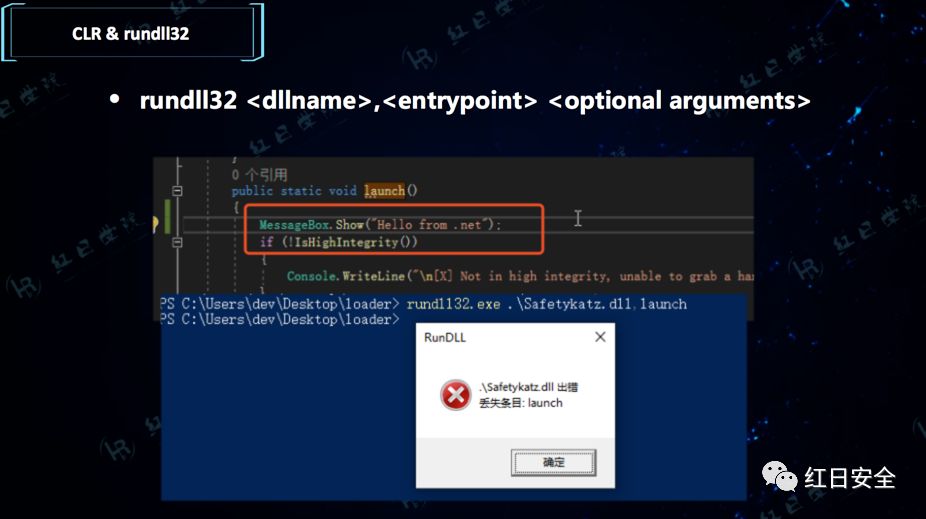 CLR & rundll32
• rundll32 <dllname>,<entrypoint> <optional arguments>
0 个引用
public static void launch()
{
MessageBox.Show("Hello from .net");
if (!IsHighIntegrity())
{
Console.WriteLine("\n[X] Not in high integrity, unable to grab a ha
PS C:\Users\dev\Desktop\loader> rundll32.exe .\Safetykatz.dll,launch
PS C:\Users\dev\Desktop\loader>
RunDLL
.\Safetykatz.dll 出错
丢失条目: launch
确定
红日安全